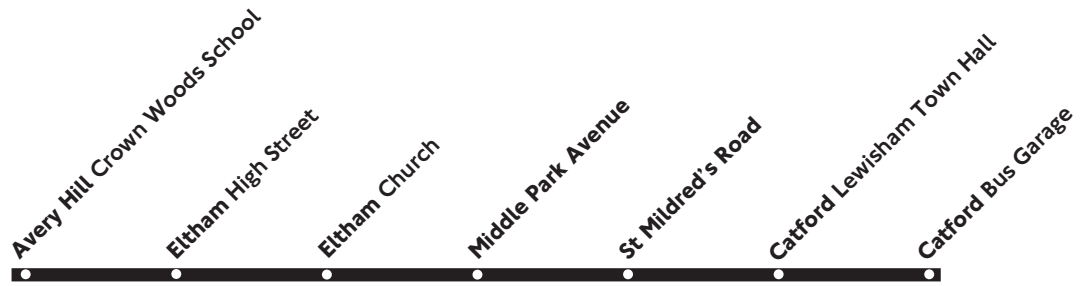 Avery Hill Crown Woods School
Eltham High Street
Eltham Church
Middle Park Avenue
St Mildred's Road
Catford Lewisham Town Hall
Catford Bus Garage